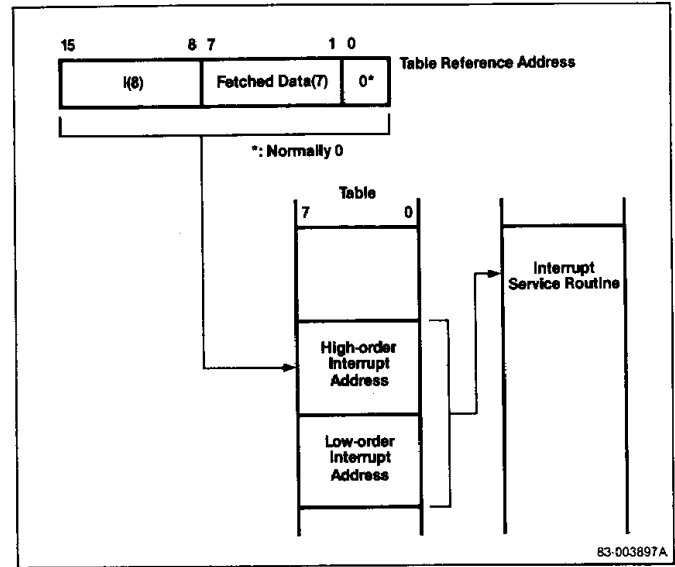 15 8 7 1 0
Table Reference Address
I(8) Fetched Data(7) 0*
*: Normally 0
Table
7 0
Interrupt
Service Routine
High-order
Interrupt
Address
Low-order
Interrupt
Address
83-003897A